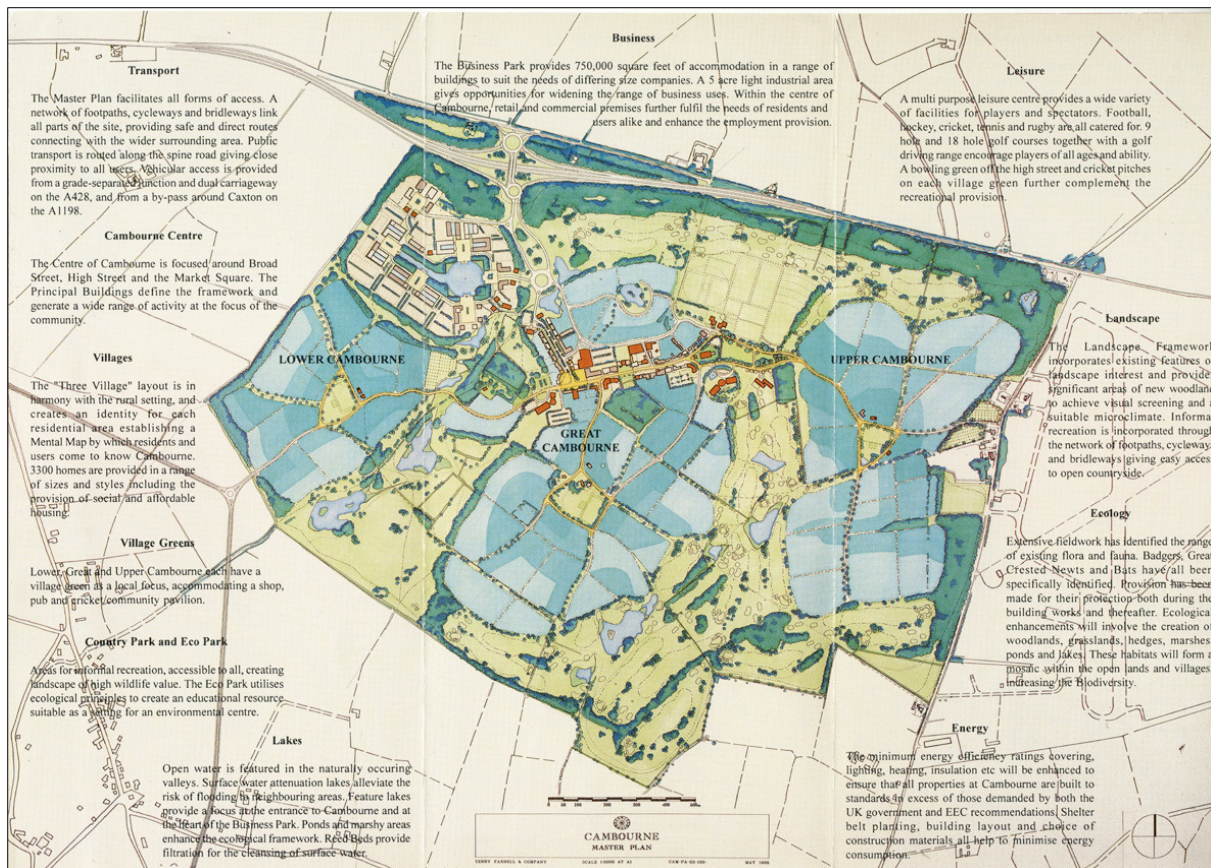 Transport
The Master Plan facilitates all forms of access. A
network of footpaths, cycleways and bridleways link
all parts of the site, providing safe and direct routes
connecting with the wider surrounding area. Public
transport is routed along the spine road giving close
proximity to all users. Vehicular access is provided
from a grade-separated junction and dual carriageway
on the A428, and from a by-pass around Caxton on
the A1198.
Cambourne Centre
The Centre of Cambourne is focused around Broad
Street, High Street and the Market Square. The
Principal Buildings define the framework and
generate a wide range of activity at the focus of the
community.
Villages
The "Three Village" layout is in
harmony with the rural setting, and
creates an identity for each
residential area establishing a
Mental Map by which residents and
users come to know Cambourne.
3300 homes are provided in a range
of sizes and styles including the
provision of social and affordable
housing.
Village Greens
Lower, Great and Upper Cambourne each have a
village green as a local focus, accommodating a shop,
pub and cricket/community pavilion.
Country Park and Eco Park
Areas for informal recreation, accessible to all, creating
landscape of high wildlife value. The Eco Park utilises
ecological principles to create an educational resource
suitable as a setting for an environmental centre.
Lakes
Open water is featured in the naturally occuring
valleys. Surface water attenuation lakes alleviate the
risk of flooding to neighbouring areas. Feature lakes
provide a focus at the entrance to Cambourne and at
the heart of the Business Park. Ponds and marshy areas
enhance the ecological framework. Reed Beds provide
filtration for the cleansing of surface water.
Business
The Business Park provides 750,000 square feet of accommodation in a range of
buildings to suit the needs of differing size companies. A 5 acre light industrial area
gives opportunities for widening the range of business uses. Within the centre of
Cambourne, retail and commercial premises further fulfil the needs of residents and
users alike and enhance the employment provision.
LOWER CAMBOURNE
GREAT
CAMBOURNE
UPPER CAMBOURNE
Leisure
A multi purpose leisure centre provides a wide variety
of facilities for players and spectators. Football,
hockey, cricket, tennis and rugby are all catered for. 9
hole and 18 hole golf courses together with a golf
driving range encourage players of all ages and ability.
A bowling green off the high street and cricket pitches
on each village green further complement the
recreational provision.
Landscape
The Landscape Framework
incorporates existing features of
landscape interest and provides
significant areas of new woodland
to achieve visual screening and a
suitable microclimate. Informal
recreation is incorporated through
the network of footpaths, cycleways
and bridleways giving easy access
to open countryside.
Ecology
Extensive fieldwork has identified the range
of existing flora and fauna. Badgers, Great
Crested Newts and Bats have all been
specifically identified. Provision has been
made for their protection both during the
building works and thereafter. Ecological
enhancements will involve the creation of
woodlands, grasslands, hedges, marshes,
ponds and lakes. These habitats will form a
mosaic within the open lands and villages,
increasing the Biodiversity.
Energy
The minimum energy efficiency ratings covering,
lighting, heating, insulation etc will be enhanced to
ensure that all properties at Cambourne are built to
standards in excess of those demanded by both the
UK government and EEC recommendations. Shelter
belt planting, building layout and choice of
construction materials all help to minimise energy
consumption.
CAMBOURNE
MASTER PLAN
TERRY FARRELL & COMPANY